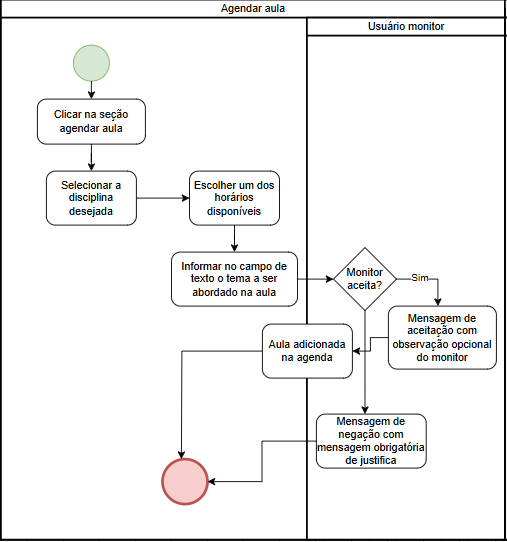 Agendar aula
Usuário monitor
Clicar na seção
agendar aula
Selecionar a
disciplina
desejada
Escolher um dos
horários
disponíveis
Informar no campo de
texto o tema a ser
abordado na aula
Monitor
aceita?
Sim
Mensagem de
aceitação com
observação opcional
do monitor
Aula adicionada
na agenda
Mensagem de
negação com
mensagem obrigatória
de justifica